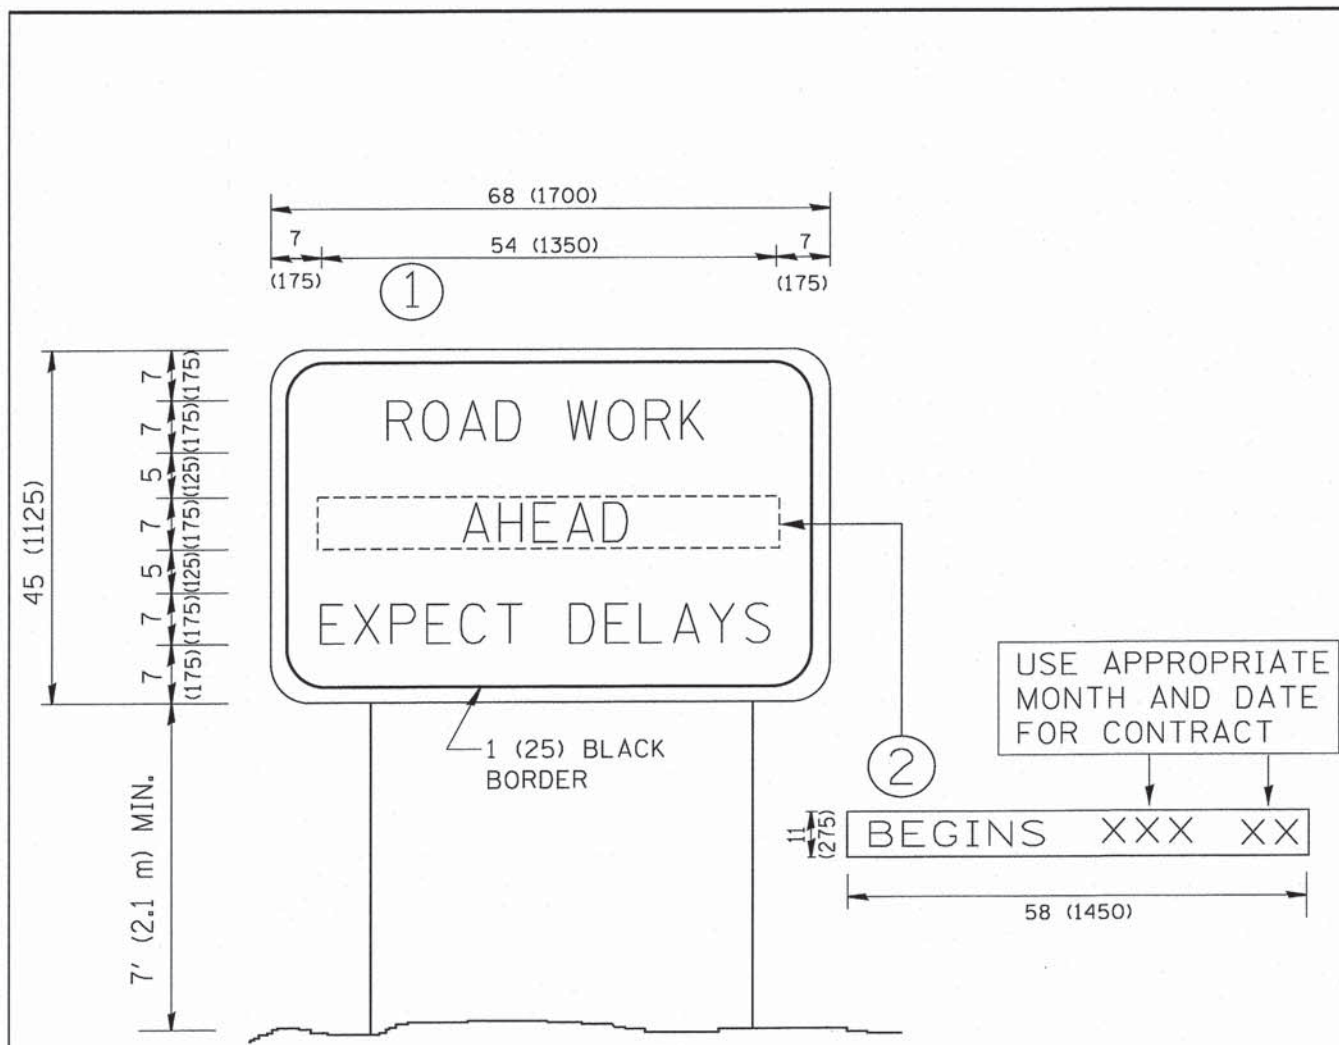 68 (1700)
7
54 (1350)
7
(175)
(175)
1
45 (1125)
7 (175)
7 (175)
5 (125)
7 (175)
5 (125)
7 (175)
7 (175)
ROAD WORK
AHEAD
EXPECT DELAYS
1 (25) BLACK
BORDER
7' (2.1 m) MIN.
2
USE APPROPRIATE
MONTH AND DATE
FOR CONTRACT
11
(275)
BEGINS XXX XX
58 (1450)